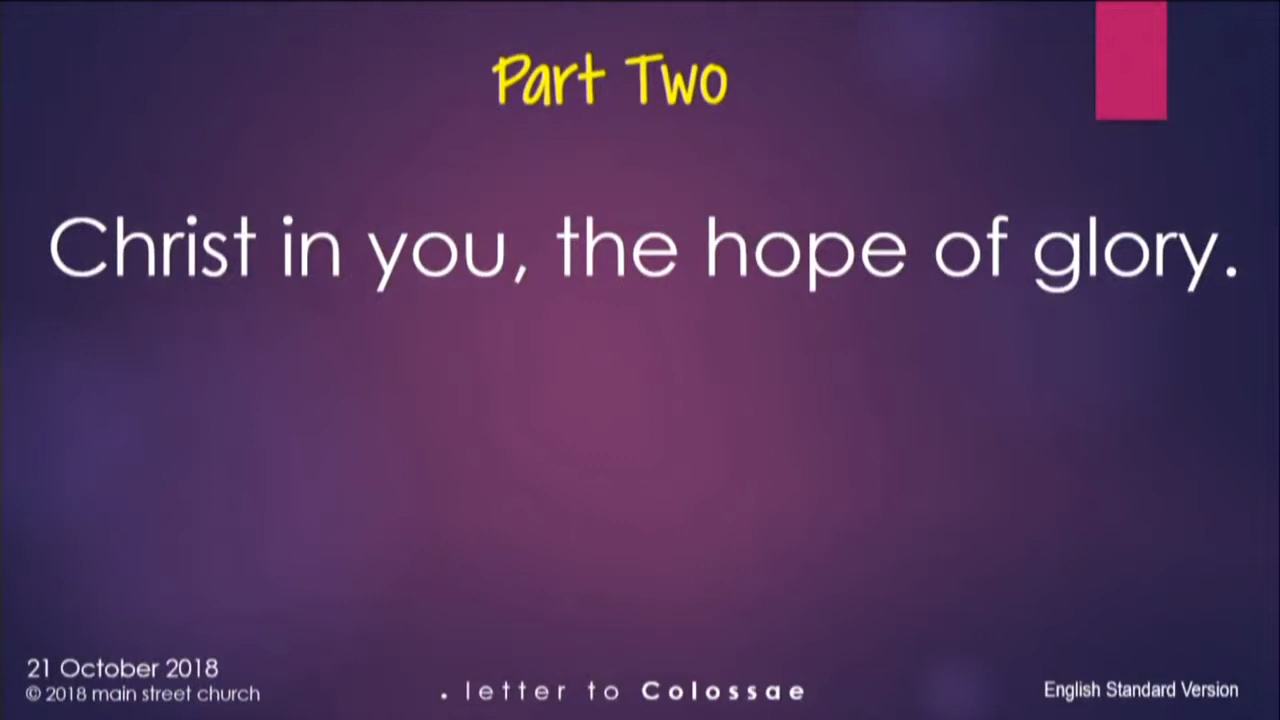 Part Two
Christ in you, the hope of glory.
21 October 2018
© 2018 main street church
. letter to Colossae
English Standard Version